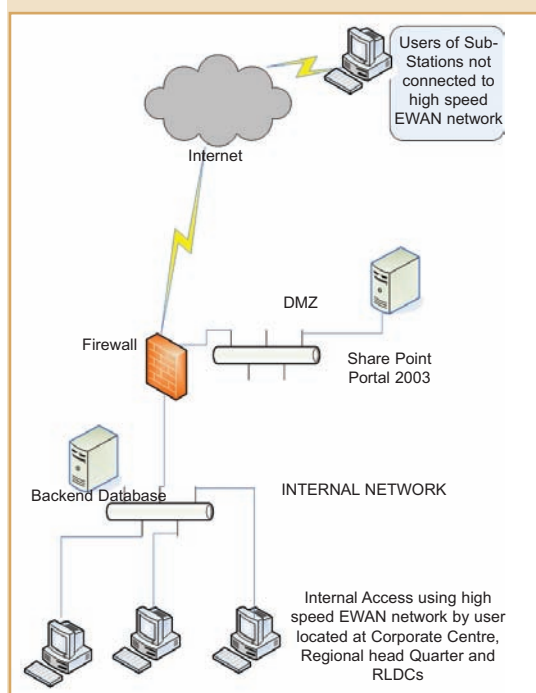 Users of Sub-
Stations not
connected to
high speed
EWAN network
Internet
DMZ
Firewall
Share Point
Portal 2003
Backend Database
INTERNAL NETWORK
Internal Access using high
speed EWAN network by user
located at Corporate Centre,
Regional head Quarter and
RLDCs